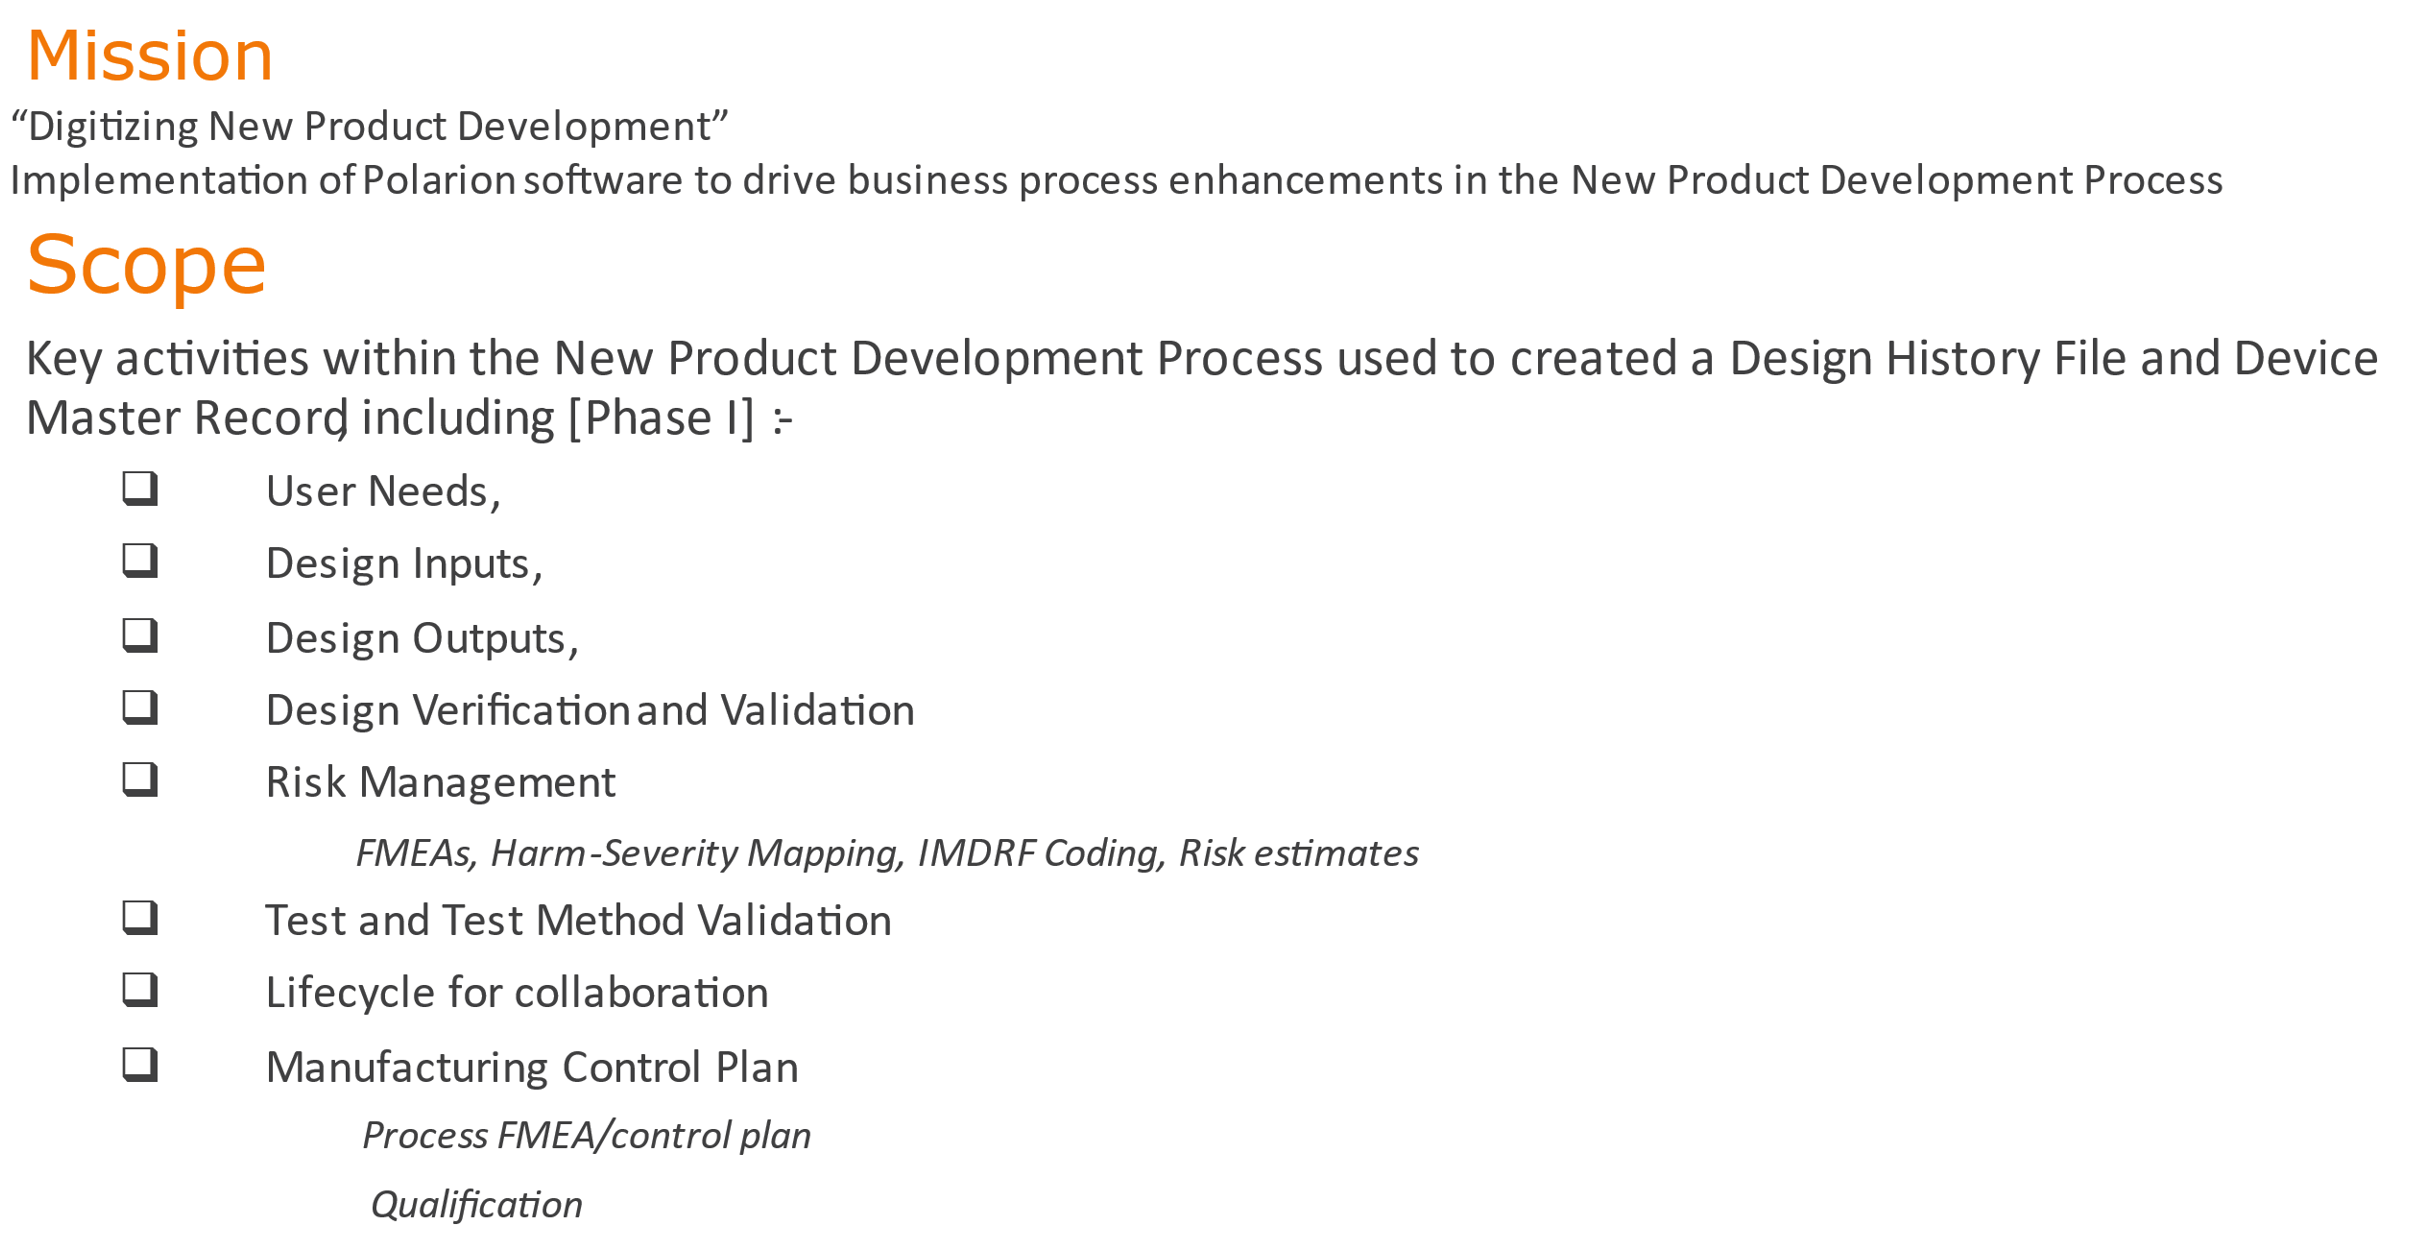 Mission
“Digitizing New Product Development”
Implementation of Polarion software to drive business process enhancements in the New Product Development Process
Scope
Key activities within the New Product Development Process used to created a Design History File and Device
Master Record, including [Phase I] :-
❑ User Needs,
❑ Design Inputs,
❑ Design Outputs,
❑ Design Verification and Validation
❑ Risk Management
FMEAs, Harm-Severity Mapping, IMDRF Coding, Risk estimates
❑ Test and Test Method Validation
❑ Lifecycle for collaboration
❑ Manufacturing Control Plan
Process FMEA/control plan
Qualification